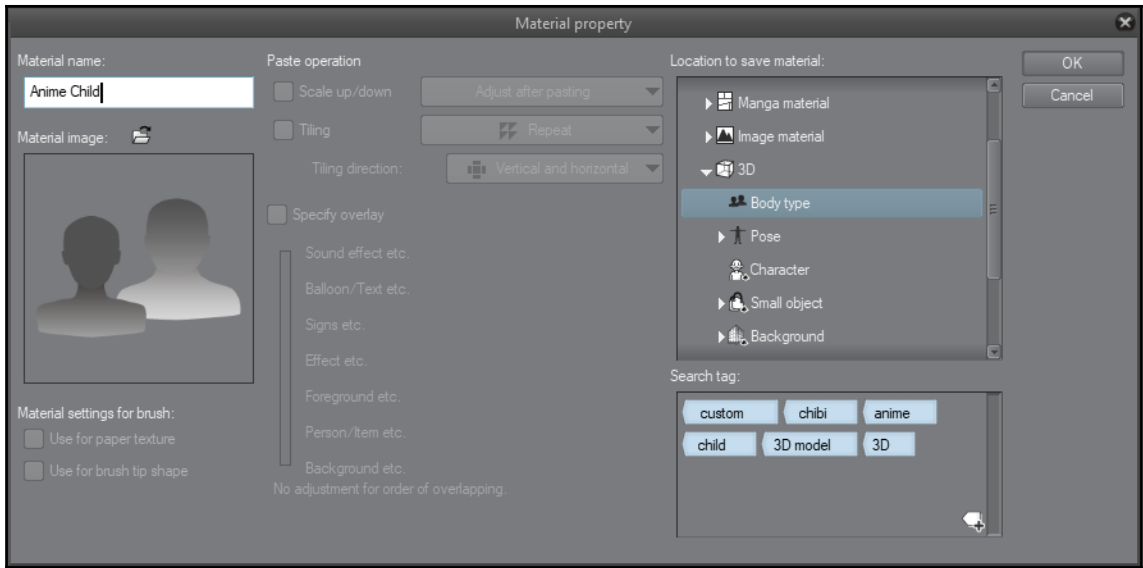 Material property
Material name:
Anime Child
Material image:
Material settings for brush:
Use for paper texture
Use for brush tip shape
Paste operation
Scale up/down
Adjust after pasting
Tiling
Repeat
Tiling direction:
Vertical and horizontal
Specify overlay
Sound effect etc.
Balloon/Text etc.
Signs etc.
Effect etc.
Foreground etc.
Person/Item etc.
Background etc.
No adjustment for order of overlapping.
Location to save material:
Manga material
Image material
3D
Body type
Pose
Character
Small object
Background
Search tag:
custom chibi anime
child 3D model 3D
OK
Cancel